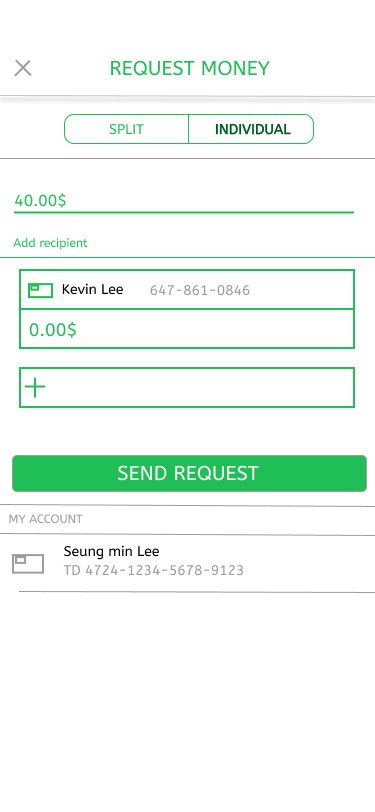 REQUEST MONEY
SPLIT INDIVIDUAL
40.00$
Add recipient
Kevin Lee 647-861-0846
0.00$
SEND REQUEST
MY ACCOUNT
Seung min Lee
TD 4724-1234-5678-9123